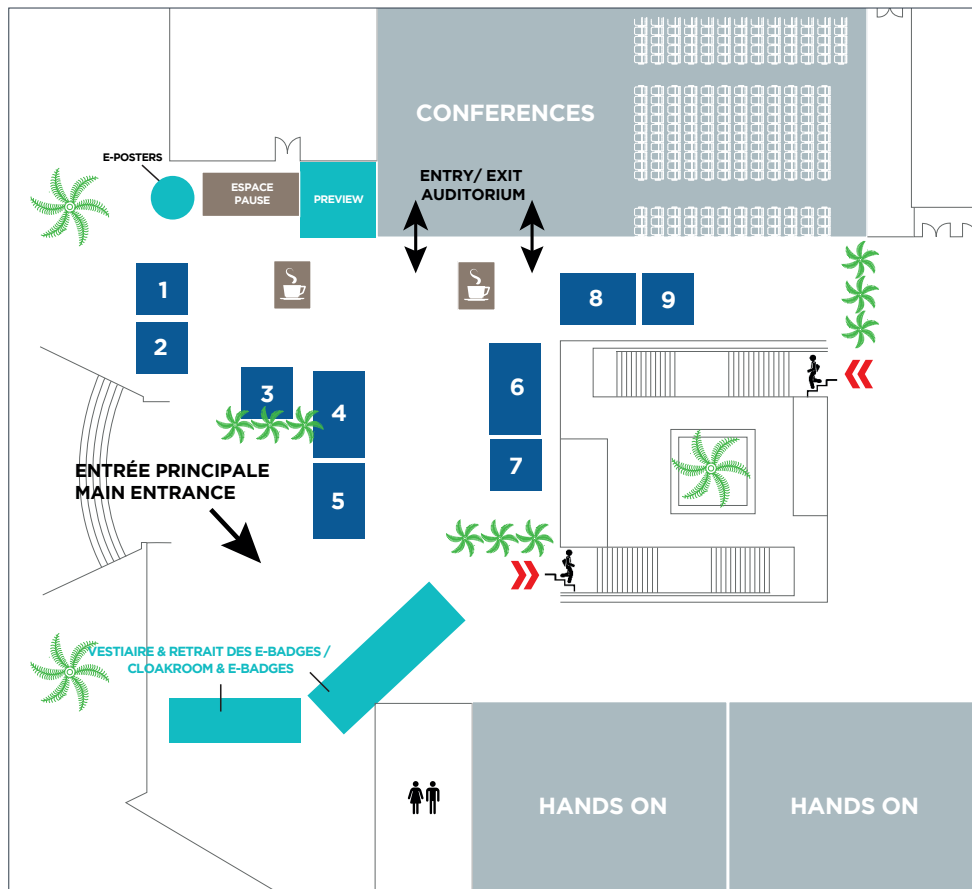 CONFERENCES
E-POSTERS
ESPACE
PAUSE
PREVIEW
ENTRY/ EXIT
AUDITORIUM
1
2
3
4
5
6
7
8
9
ENTRÉE PRINCIPALE
MAIN ENTRANCE
VESTIAIRE & RETRAIT DES E-BADGES /
CLOAKROOM & E-BADGES
HANDS ON
HANDS ON